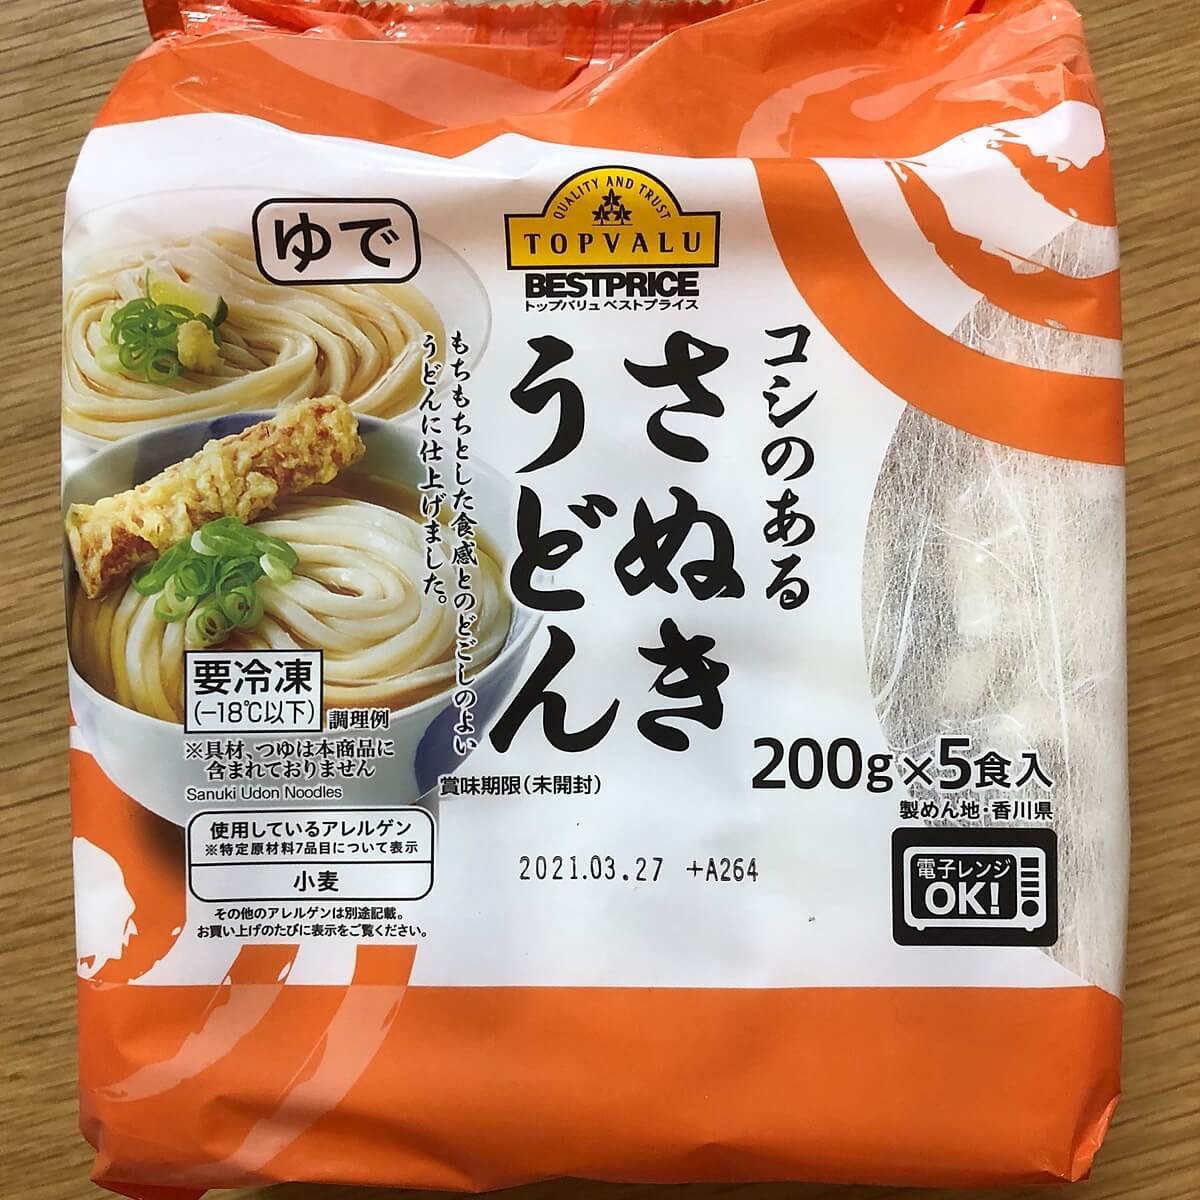 QUALITY AND TRUST
TOPVALU
BESTPRICE
トップバリュ ベストプライス
ゆで
コシのある
さぬき
うどん
もちもちとした食感とのどごしのよい
うどんに仕上げました。
要冷凍
(−18℃以下)
調理例
※具材、つゆは本商品に
含まれておりません
Sanuki Udon Noodles
使用しているアレルゲン
※特定原材料7品目について表示
小麦
その他のアレルゲンは別途記載。
お買い上げのたびに表示をご覧ください。
賞味期限(未開封)
2021.03.27 +A264
200g×5食入
製めん地・香川県
電子レンジ
OK!